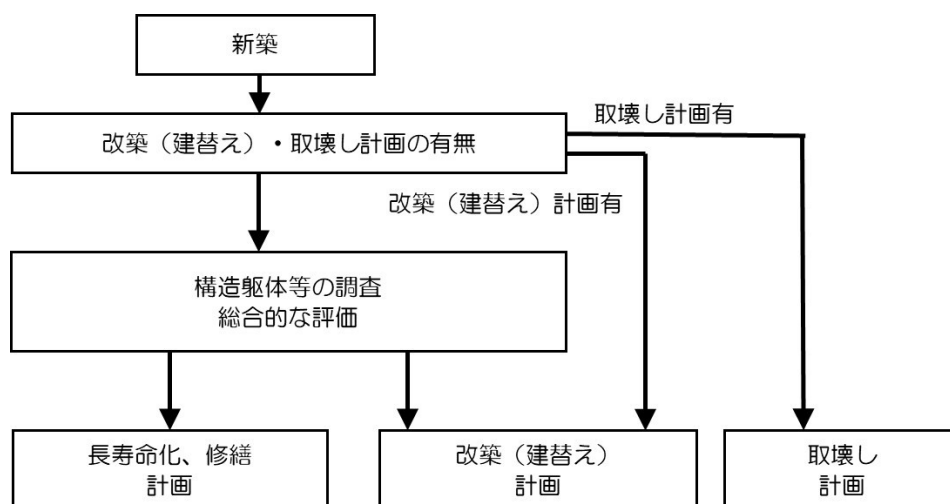 新築
取壊し計画有
改築（建替え）・取壊し計画の有無
改築（建替え）計画有
構造躯体等の調査
総合的な評価
長寿命化、修繕
計画
改築（建替え）
計画
取壊し
計画